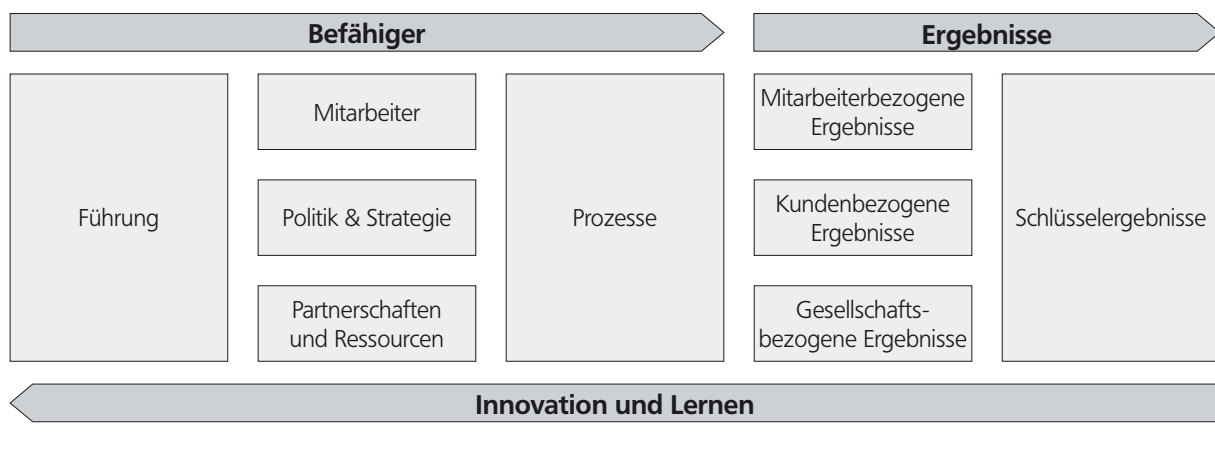 Befähiger
Ergebnisse
Führung
Mitarbeiter
Politik & Strategie
Partnerschaften
und Ressourcen
Prozesse
Mitarbeiterbezogene
Ergebnisse
Kundenbezogene
Ergebnisse
Gesellschafts-
bezogene Ergebnisse
Schlüsselergebnisse
Innovation und Lernen